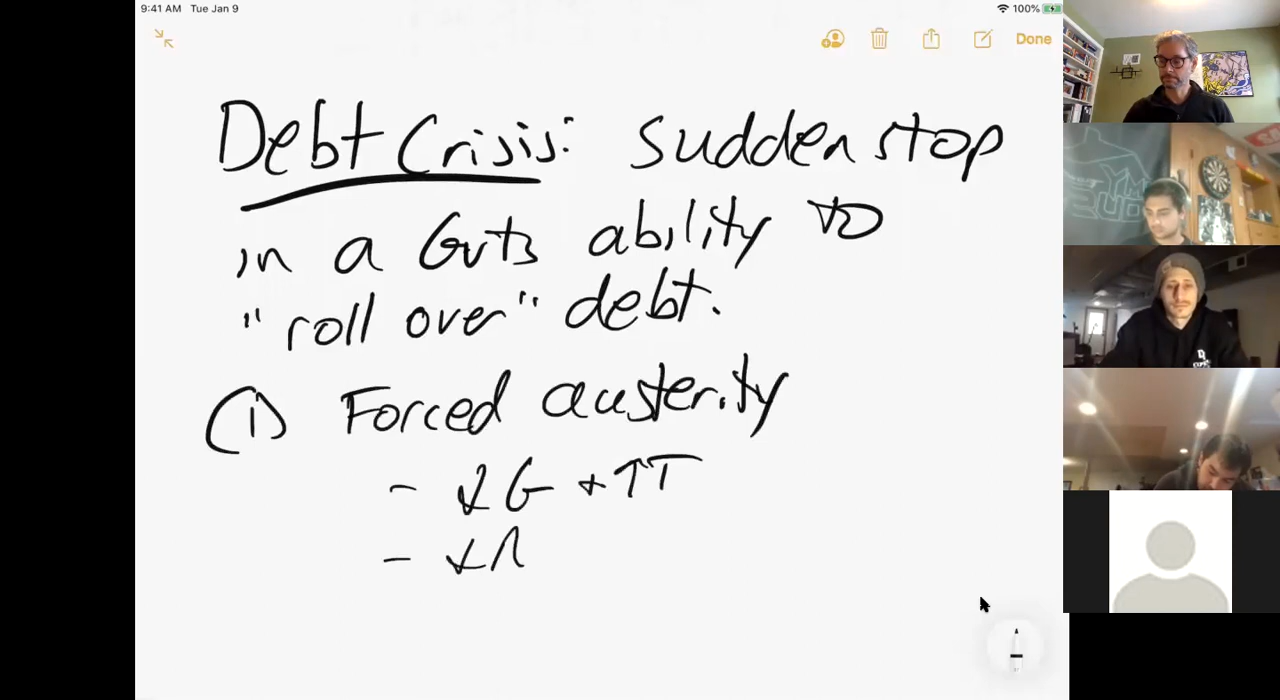 9:41 AM Tue Jan 9
100%
Done
Debt Crisis: sudden stop
in a Gvts ability to
"roll over" debt.
(1) Forced austerity
- ↓G + ↑T
- ↓